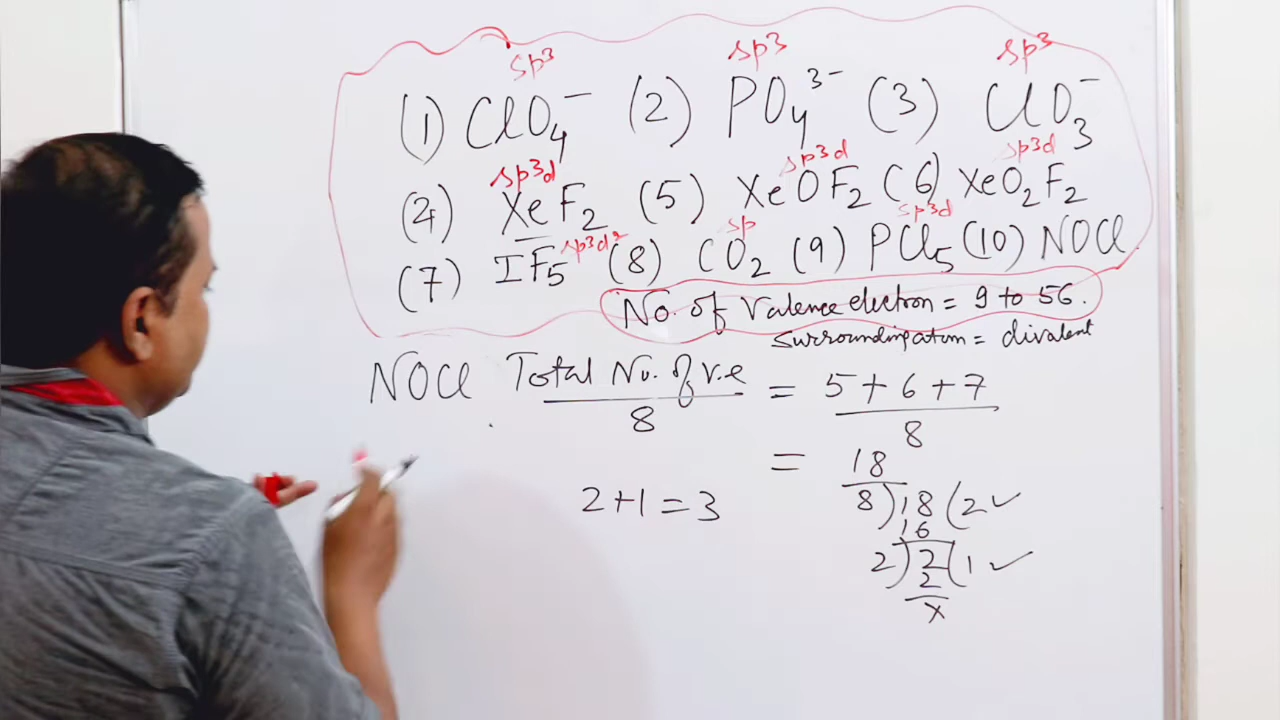 sp3 sp3 sp3
(1) ClO4⁻ (2) PO4³⁻ (3) ClO3⁻
sp3d sp3d sp3d
(4) XeF2 (5) XeOF2 (6) XeO2F2
sp3d² sp sp3d
(7) IF5 (8) CO2 (9) PCl5 (10) NOCl
No. of Valence electron = 9 to 56.
Surrounding atom = divalent
NOCl Total No. of v.e / 8 = 5+6+7 / 8
= 18 / 8
2+1=3
8)18(2✓
16
2)2(1✓
2
x